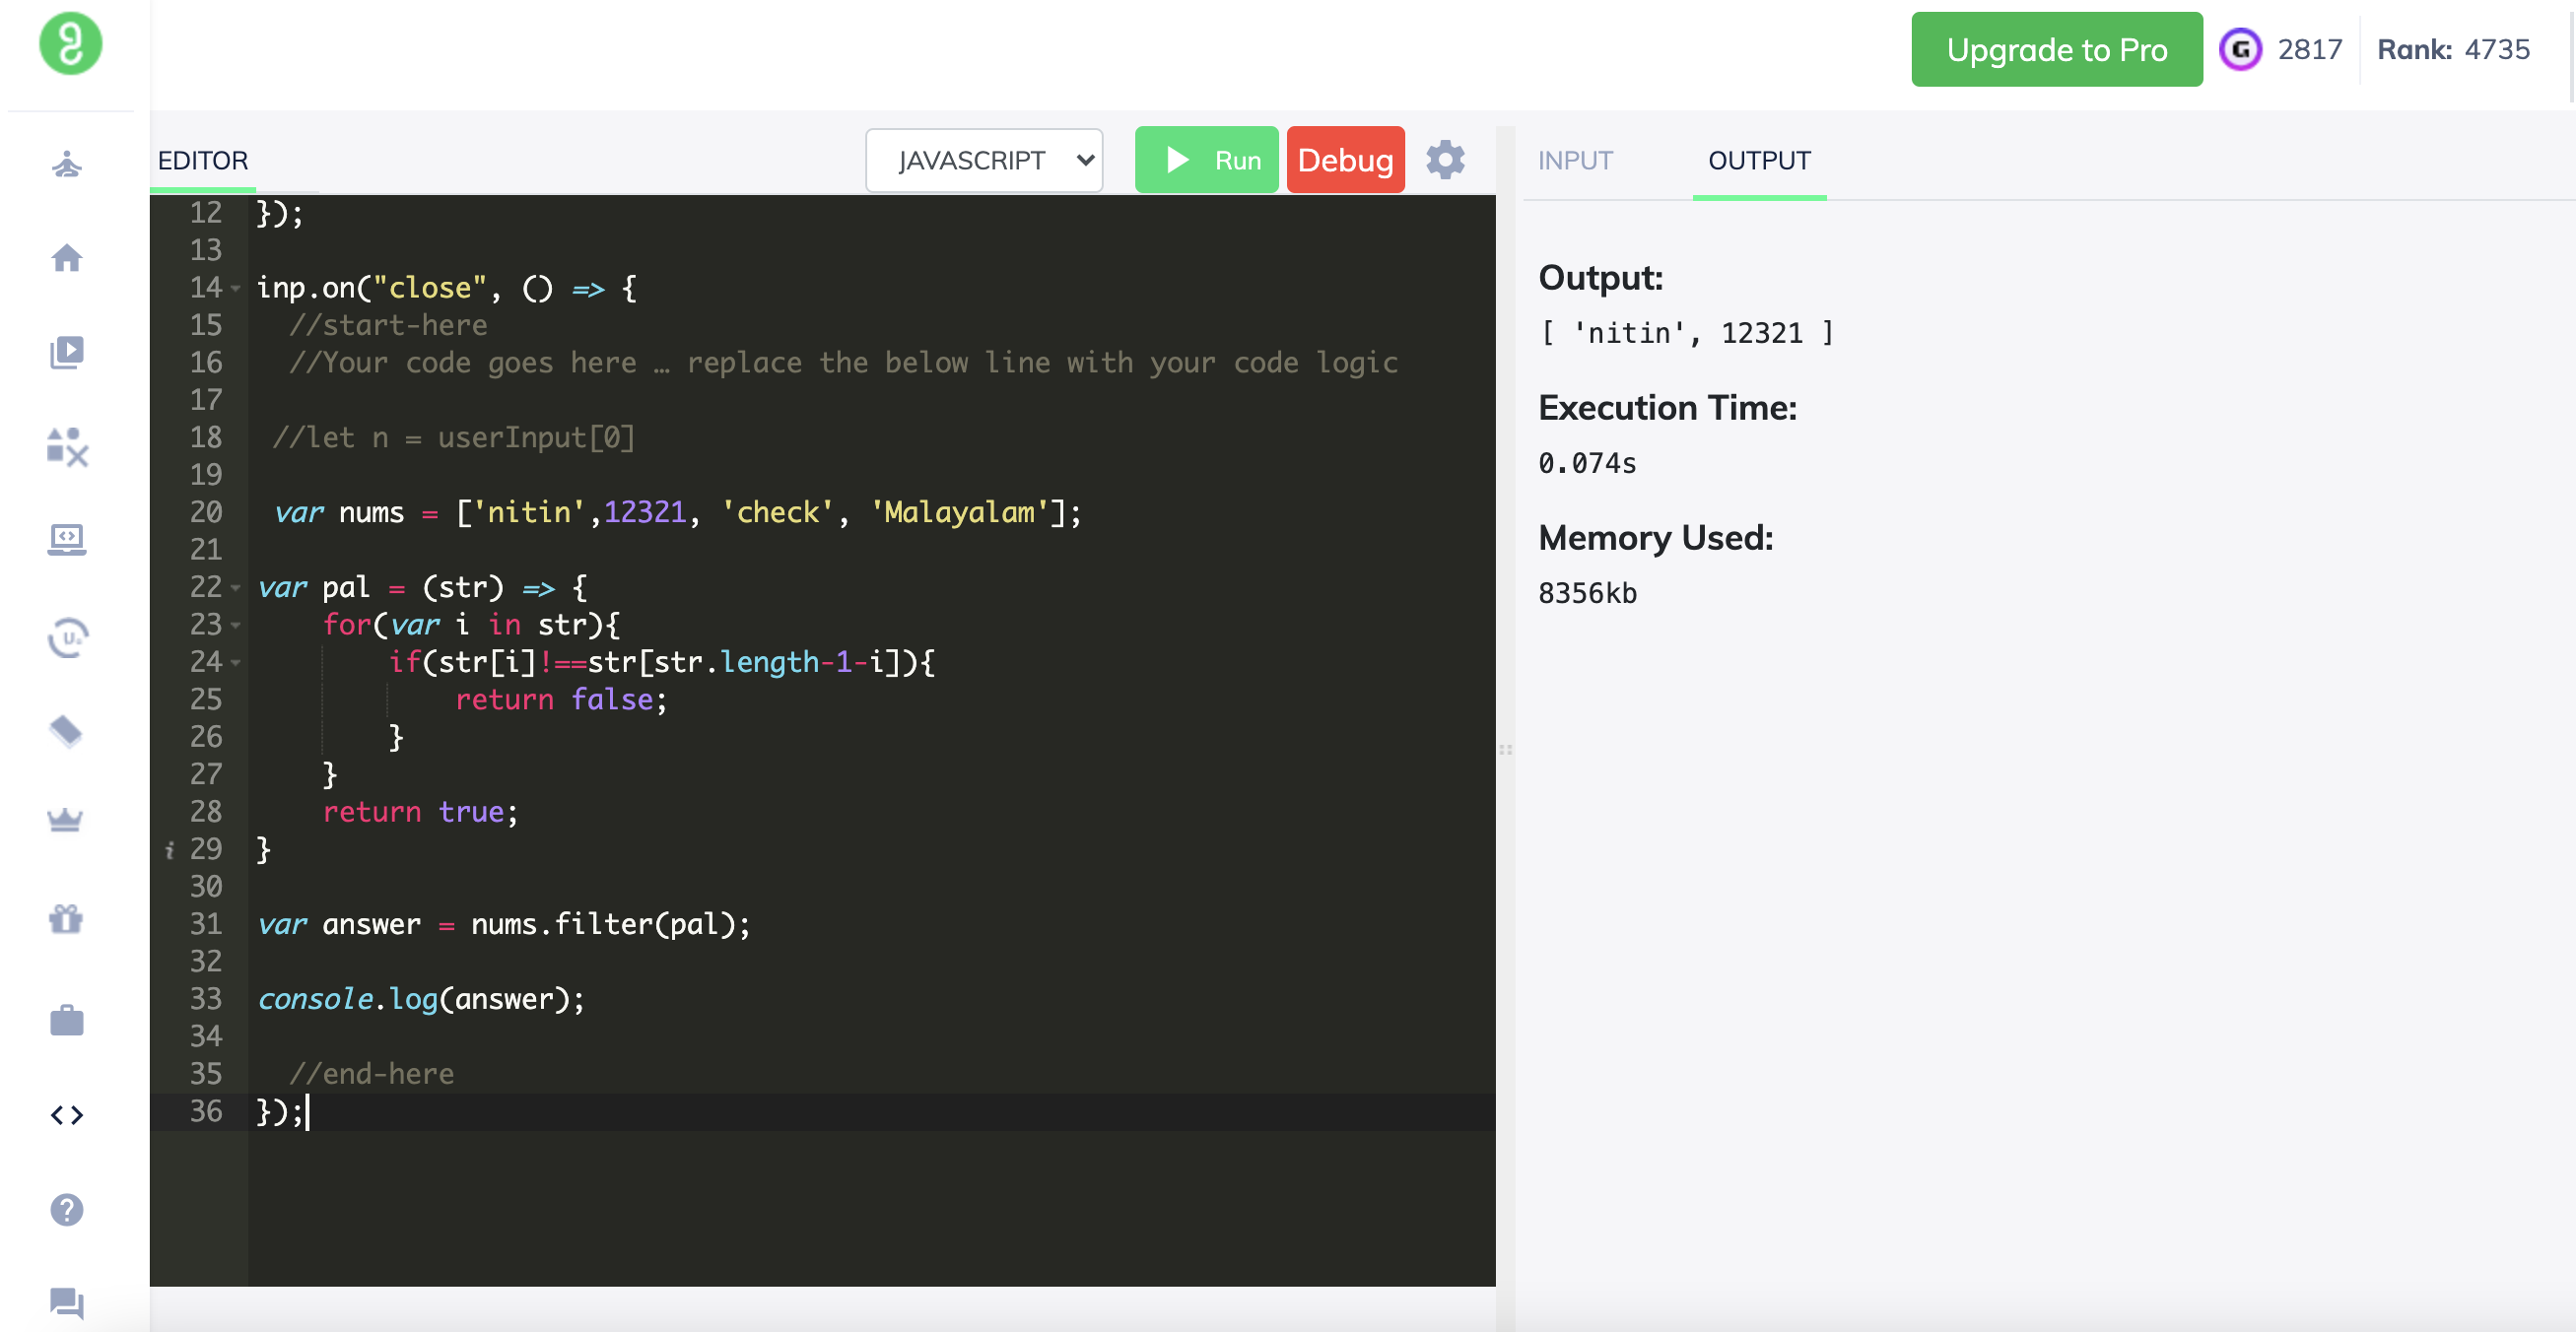 Upgrade to Pro
G 2817 Rank: 4735
EDITOR JAVASCRIPT Run Debug INPUT OUTPUT
12 });
13
14 inp.on("close", () => {
15   //start-here
16   //Your code goes here … replace the below line with your code logic
17
18  //let n = userInput[0]
19
20  var nums = ['nitin',12321, 'check', 'Malayalam'];
21
22 var pal = (str) => {
23     for(var i in str){
24         if(str[i]!==str[str.length-1-i]){
25             return false;
26         }
27     }
28     return true;
i 29 }
30
31 var answer = nums.filter(pal);
32
33 console.log(answer);
34
35   //end-here
36 });
Output:
[ 'nitin', 12321 ]
Execution Time:
0.074s
Memory Used:
8356kb